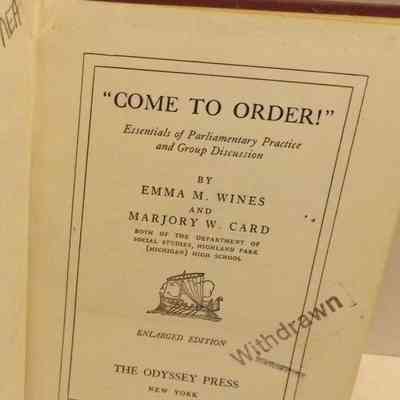 "COME TO ORDER!"
Essentials of Parliamentary Practice
and Group Discussion
BY
EMMA M. WINES
AND
MARJORY W. CARD
BOTH OF THE DEPARTMENT OF
SOCIAL STUDIES, HIGHLAND PARK
(MICHIGAN) HIGH SCHOOL
ENLARGED EDITION
Withdrawn
THE ODYSSEY PRESS
NEW YORK